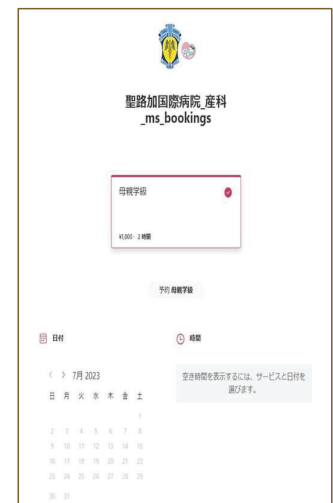 聖路加国際病院_産科
_ms_bookings
母親学級
¥1,000 · 2 時間
予約 母親学級
日付
時間
7月 2023
空き時間を表示するには、サービスと日付を
選びます。
日 月 火 水 木 金 土
1
2 3 4 5 6 7 8
9 10 11 12 13 14 15
16 17 18 19 20 21 22
23 24 25 26 27 28 29
30 31